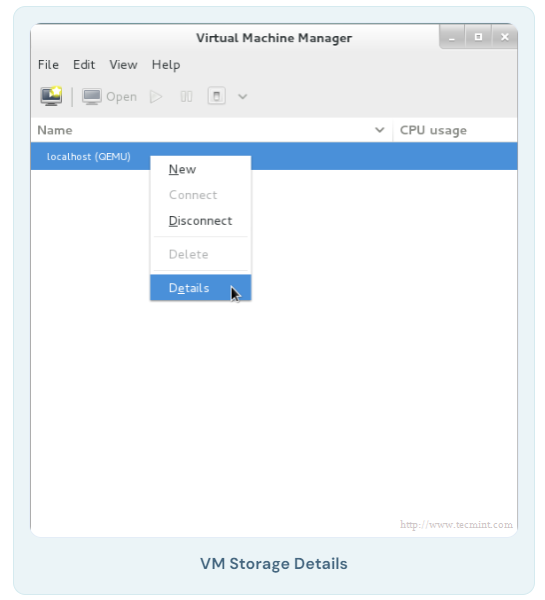 Virtual Machine Manager
File Edit View Help
Open
Name CPU usage
localhost (QEMU)
New
Connect
Disconnect
Delete
Details
http://www.tecmint.com
VM Storage Details